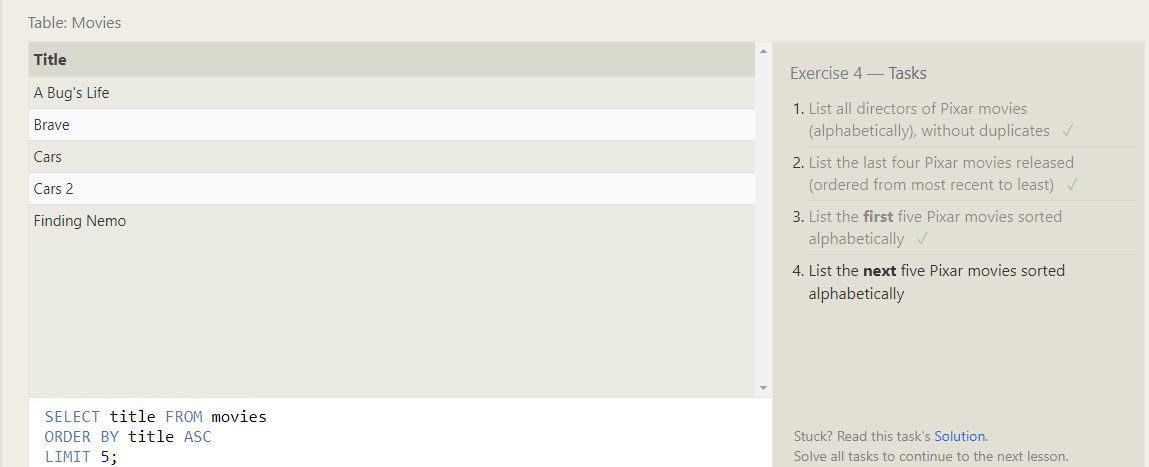 Table: Movies
Title
A Bug's Life
Brave
Cars
Cars 2
Finding Nemo
SELECT title FROM movies
ORDER BY title ASC
LIMIT 5;
Exercise 4 — Tasks
1. List all directors of Pixar movies
(alphabetically), without duplicates ✓
2. List the last four Pixar movies released
(ordered from most recent to least) ✓
3. List the first five Pixar movies sorted
alphabetically ✓
4. List the next five Pixar movies sorted
alphabetically
Stuck? Read this task's Solution.
Solve all tasks to continue to the next lesson.